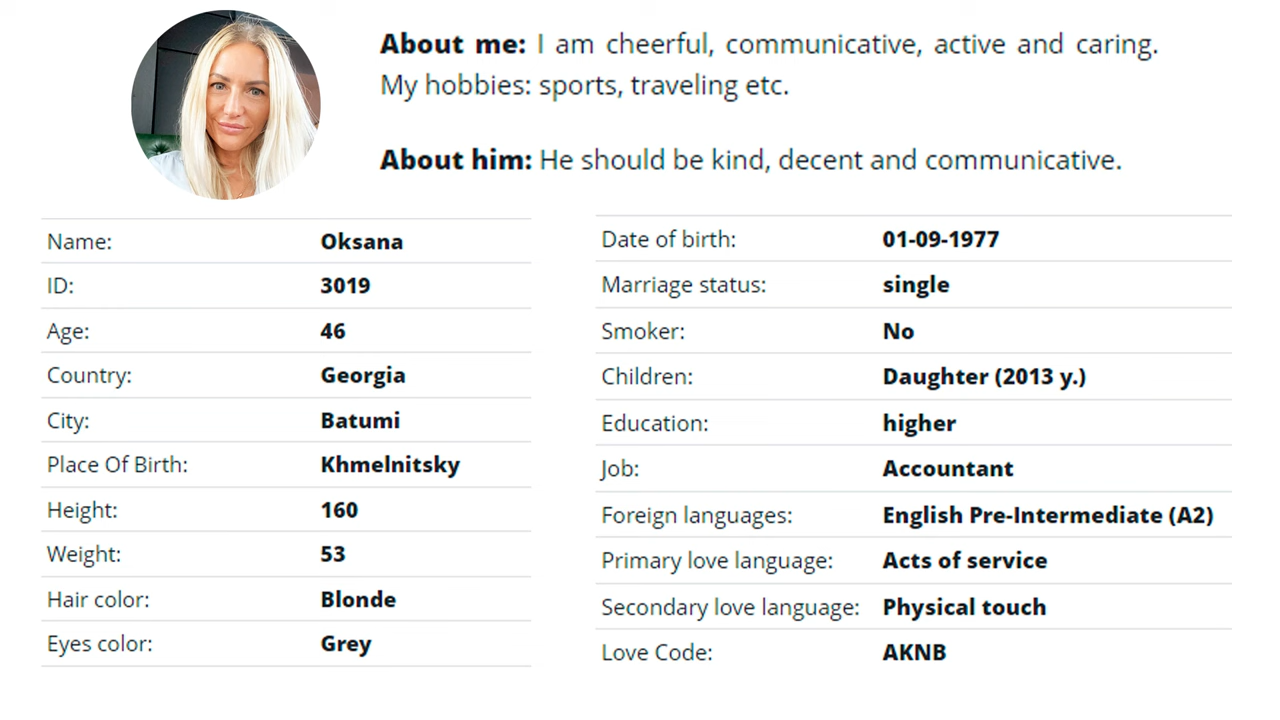 About me: I am cheerful, communicative, active and caring.
My hobbies: sports, traveling etc.
About him: He should be kind, decent and communicative.
Name: Oksana
ID: 3019
Age: 46
Country: Georgia
City: Batumi
Place Of Birth: Khmelnitsky
Height: 160
Weight: 53
Hair color: Blonde
Eyes color: Grey
Date of birth: 01-09-1977
Marriage status: single
Smoker: No
Children: Daughter (2013 y.)
Education: higher
Job: Accountant
Foreign languages: English Pre-Intermediate (A2)
Primary love language: Acts of service
Secondary love language: Physical touch
Love Code: AKNB